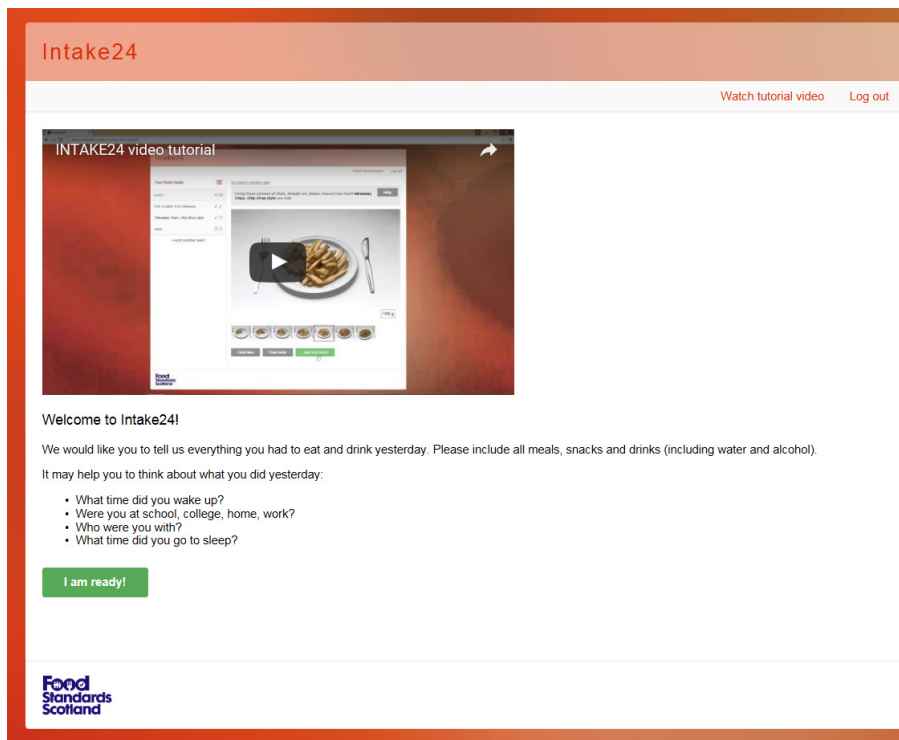 Intake24
Watch tutorial video Log out
INTAKE24 video tutorial
Welcome to Intake24!
We would like you to tell us everything you had to eat and drink yesterday. Please include all meals, snacks and drinks (including water and alcohol).
It may help you to think about what you did yesterday:
• What time did you wake up?
• Were you at school, college, home, work?
• Who were you with?
• What time did you go to sleep?
I am ready!
Food
Standards
Scotland